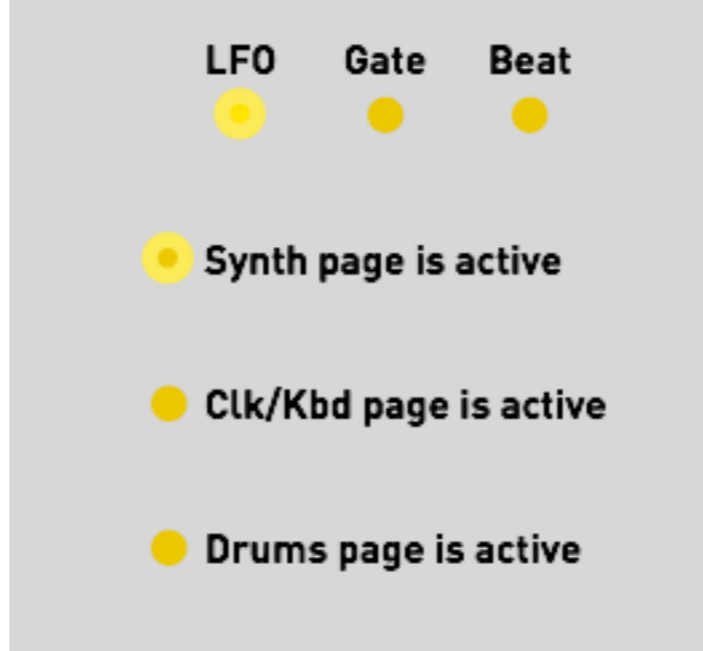 LFO Gate Beat
Synth page is active
Clk/Kbd page is active
Drums page is active